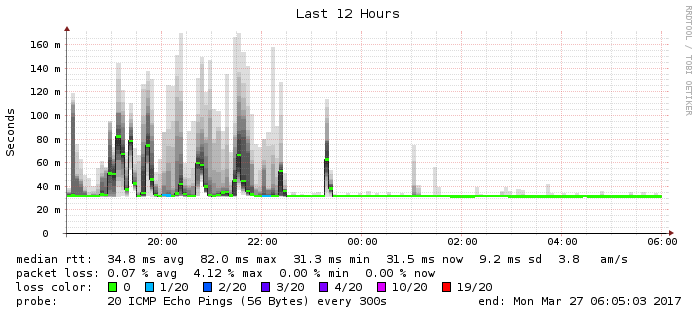 Last 12 Hours
RRDTOOL / TOBI OETIKER
Seconds
160 m
140 m
120 m
100 m
80 m
60 m
40 m
20 m
0
20:00 22:00 00:00 02:00 04:00 06:00
median rtt: 34.8 ms avg 82.0 ms max 31.3 ms min 31.5 ms now 9.2 ms sd 3.8 am/s
packet loss: 0.07 % avg 4.12 % max 0.00 % min 0.00 % now
loss color: 0 1/20 2/20 3/20 4/20 10/20 19/20
probe: 20 ICMP Echo Pings (56 Bytes) every 300s end: Mon Mar 27 06:05:03 2017